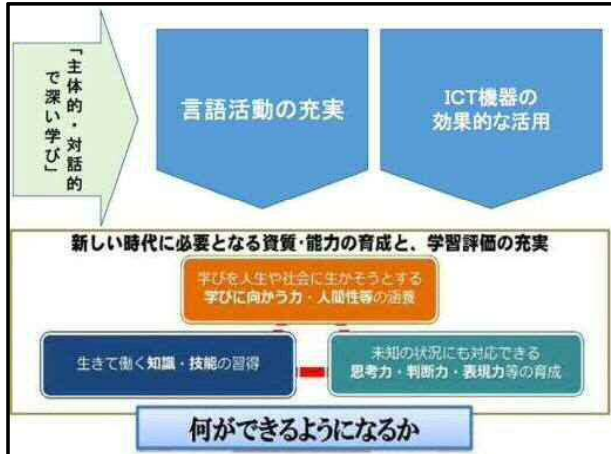 「主体的・対話的
で深い学び」
言語活動の充実
ICT機器の
効果的な活用
新しい時代に必要となる資質・能力の育成と、学習評価の充実
学びを人生や社会に生かそうとする
学びに向かう力・人間性等の涵養
生きて働く知識・技能の習得
未知の状況にも対応できる
思考力・判断力・表現力等の育成
何ができるようになるか